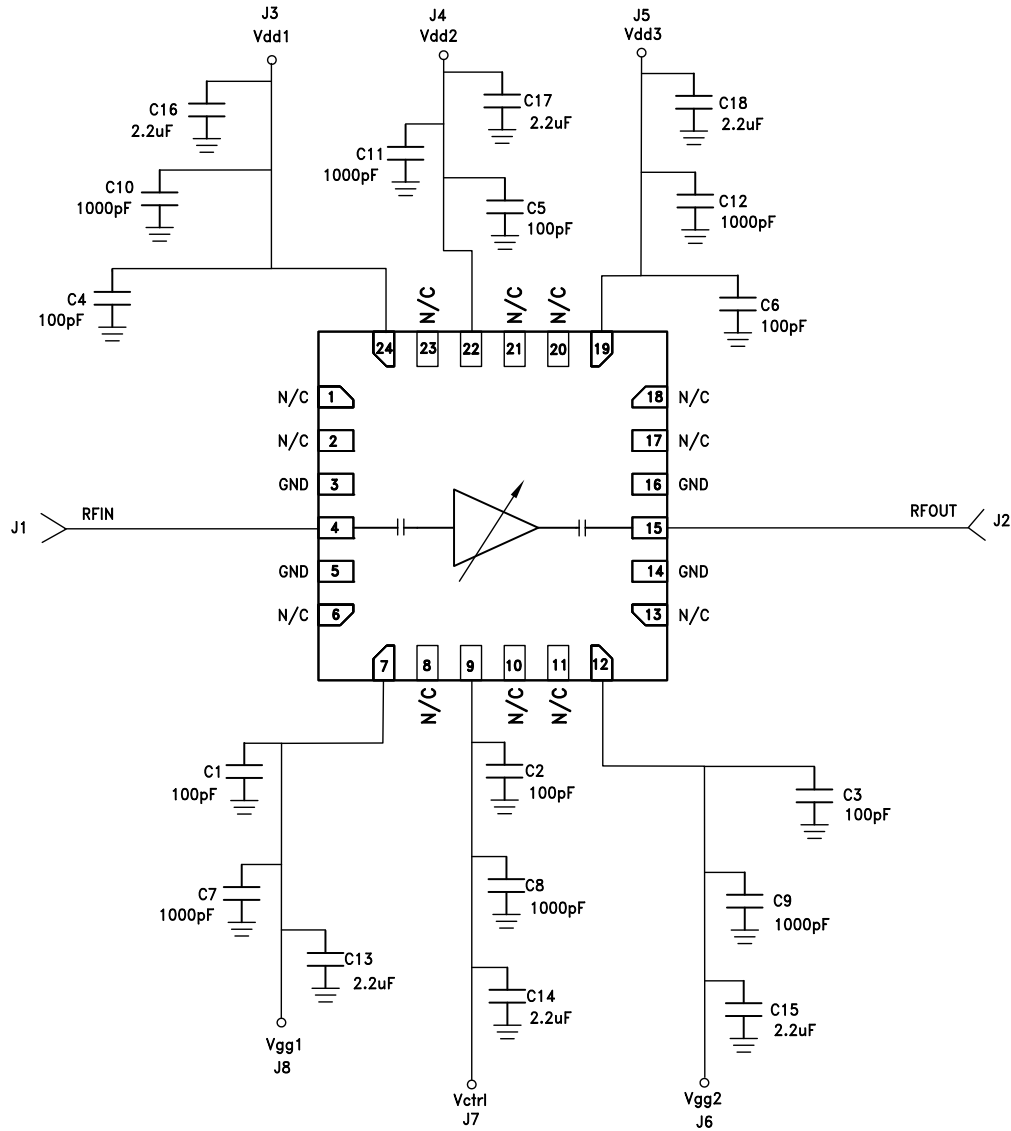 J3
Vdd1
J4
Vdd2
J5
Vdd3
C16
2.2uF
C17
2.2uF
C18
2.2uF
C11
1000pF
C10
1000pF
C5
100pF
C12
1000pF
C4
100pF
C6
100pF
N/C
N/C
N/C
24
23
22
21
20
19
N/C
1
18
N/C
N/C
2
17
N/C
GND
3
16
GND
J1
RFIN
4
15
RFOUT
J2
GND
5
14
GND
N/C
6
13
N/C
7
8
9
10
11
12
N/C
N/C
N/C
C1
100pF
C2
100pF
C3
100pF
C7
1000pF
C8
1000pF
C9
1000pF
C13
2.2uF
C14
2.2uF
C15
2.2uF
Vgg1
J8
Vctrl
J7
Vgg2
J6